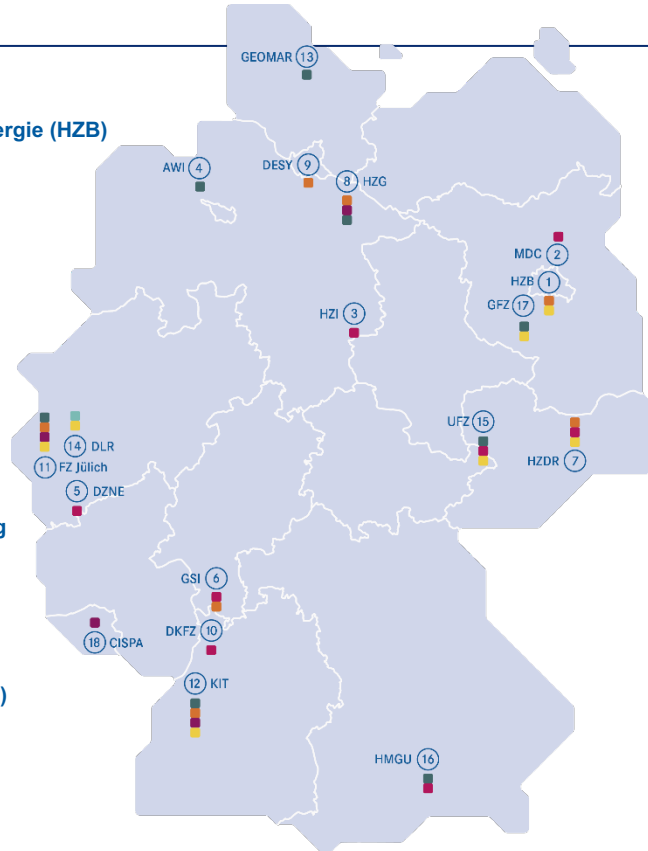 GEOMAR 13
ergie (HZB)
AWI 4
DESY 9
8 HZG
MDC 2
HZB 1
GFZ 17
HZI 3
UFZ 15
HZDR 7
14 DLR
11 FZ Jülich
5 DZNE
g
GSI 6
DKFZ 10
18 CISPA
12 KIT
)
HMGU 16